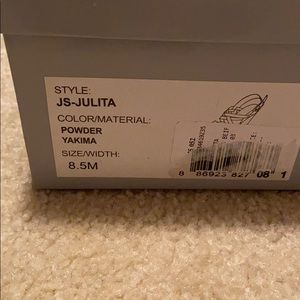 STYLE:
JS-JULITA
COLOR/MATERIAL:
POWDER
YAKIMA
SIZE/WIDTH:
8.5M
8 86923 827 08 1